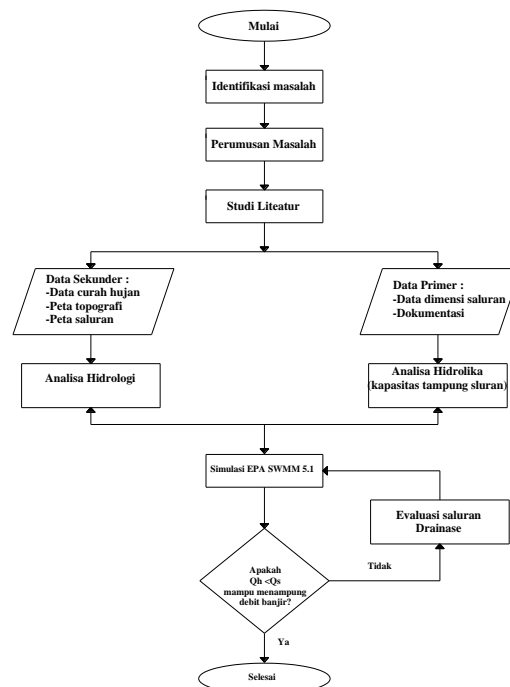 Mulai
Identifikasi masalah
Perumusan Masalah
Studi Liteatur
Data Sekunder :
-Data curah hujan
-Peta topografi
-Peta saluran
Data Primer :
-Data dimensi saluran
-Dokumentasi
Analisa Hidrologi
Analisa Hidrolika
(kapasitas tampung sluran)
Simulasi EPA SWMM 5.1
Evaluasi saluran
Drainase
Apakah
Qh <Qs
mampu menampung
debit banjir?
Tidak
Ya
Selesai